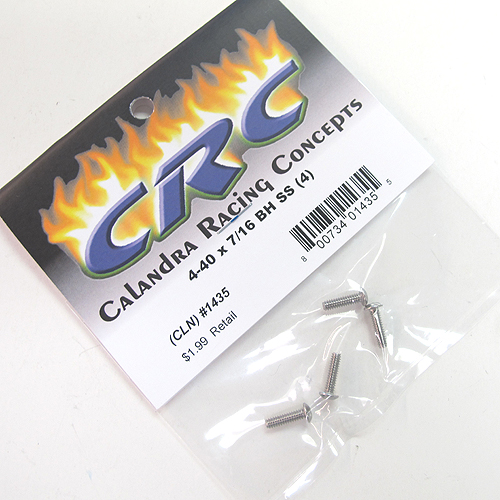 CRC
Calandra Racing Concepts
4-40 x 7/16 BH SS (4)
(CLN) #1435
$1.99 Retail
8 00734 01435 5